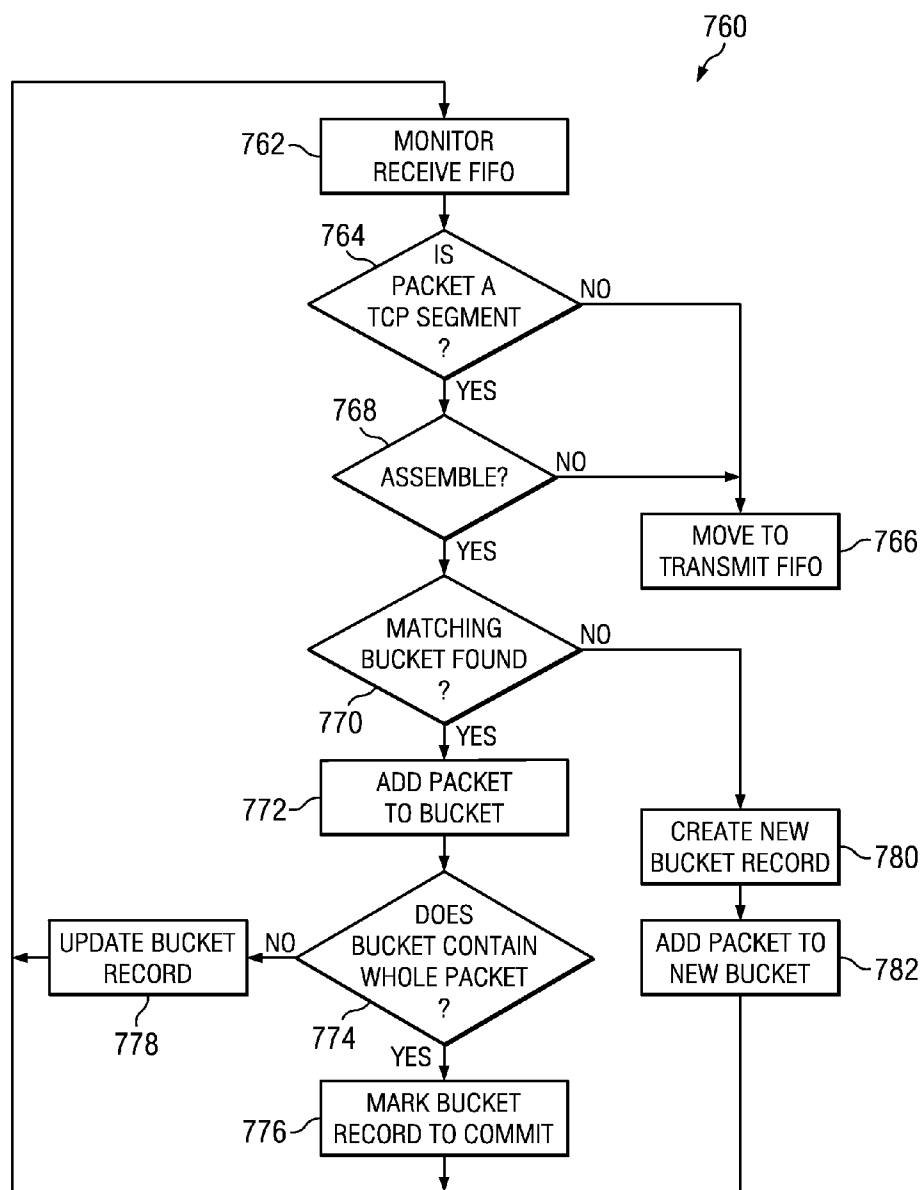 760
762
MONITOR
RECEIVE FIFO
764
IS
PACKET A
TCP SEGMENT
?
NO
YES
768
ASSEMBLE?
NO
YES
MOVE TO
TRANSMIT FIFO
766
MATCHING
BUCKET FOUND
?
NO
770
YES
772
ADD PACKET
TO BUCKET
CREATE NEW
BUCKET RECORD
780
DOES
BUCKET CONTAIN
WHOLE PACKET
?
NO
UPDATE BUCKET
RECORD
778
774
YES
ADD PACKET TO
NEW BUCKET
782
776
MARK BUCKET
RECORD TO COMMIT